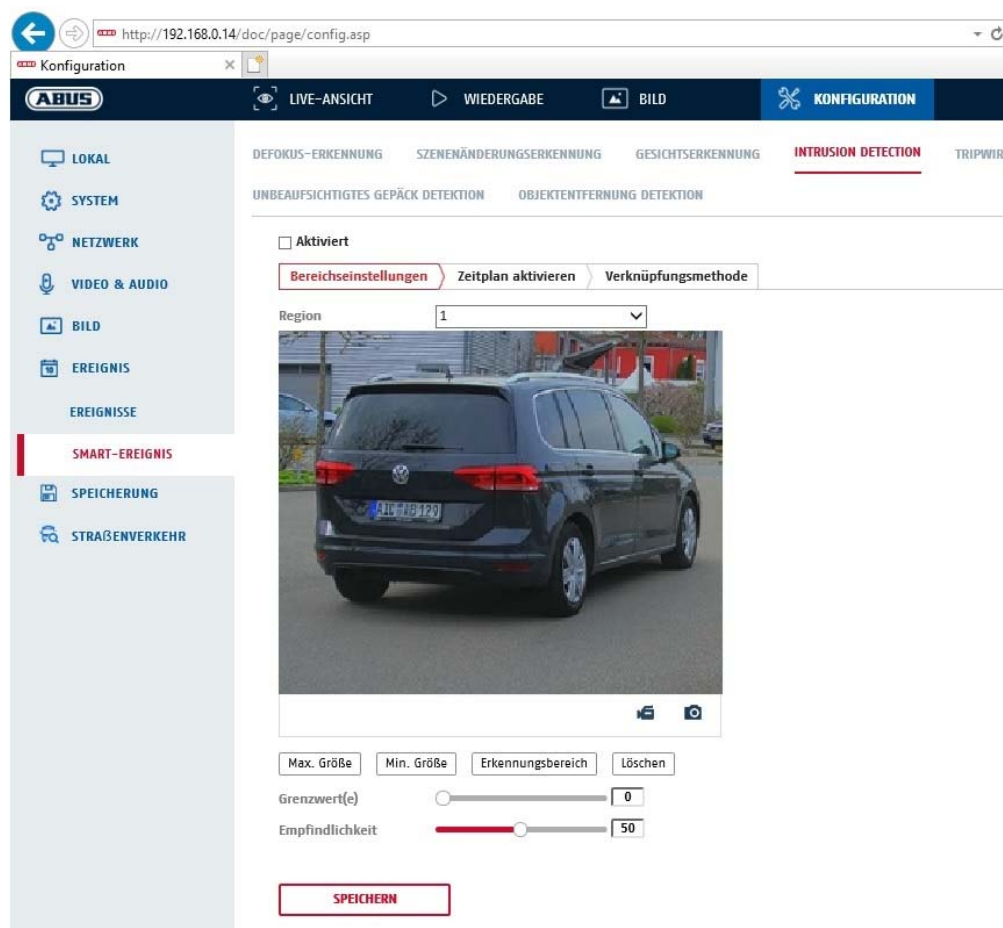 http://192.168.0.14/doc/page/config.asp
Konfiguration
ABUS
LIVE-ANSICHT
WIEDERGABE
BILD
KONFIGURATION
LOKAL
SYSTEM
NETZWERK
VIDEO & AUDIO
BILD
EREIGNIS
EREIGNISSE
SMART-EREIGNIS
SPEICHERUNG
STRAßENVERKEHR
DEFOKUS-ERKENNUNG
SZENENÄNDERUNGSERKENNUNG
GESICHTSERKENNUNG
INTRUSION DETECTION
TRIPWIR
UNBEAUFSICHTIGTES GEPÄCK DETEKTION
OBJEKTENTFERNUNG DETEKTION
Aktiviert
Bereichseinstellungen
Zeitplan aktivieren
Verknüpfungsmethode
Region
1
Max. Größe
Min. Größe
Erkennungsbereich
Löschen
Grenzwert(e)
0
Empfindlichkeit
50
SPEICHERN